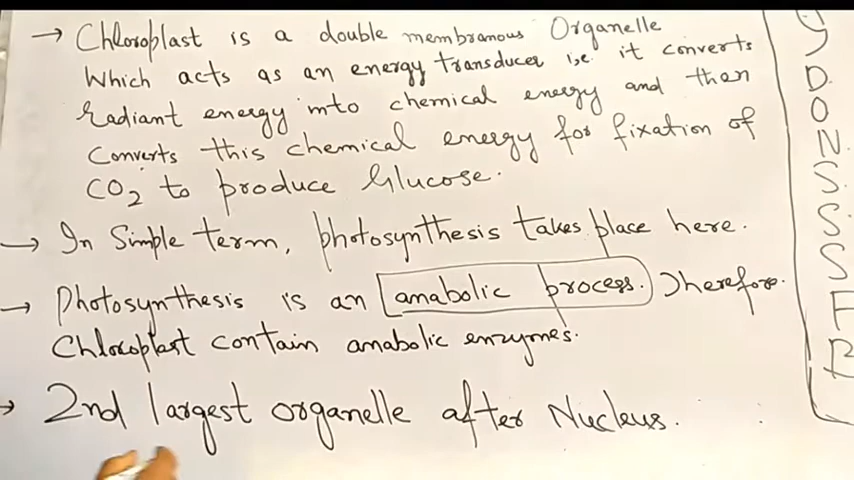 → Chloroplast is a double membranous Organelle
Which acts as an energy transducer i,e. it converts
Radiant energy into chemical energy and then
Converts this chemical energy for fixation of
CO2 to produce Glucose.
→ In Simple term, photosynthesis takes place here.
→ Photosynthesis is an anabolic process. Therefore.
Chloroplast contain anabolic enzymes.
→ 2nd largest organelle after Nucleus.
D
O
N
S
S
S
F
R